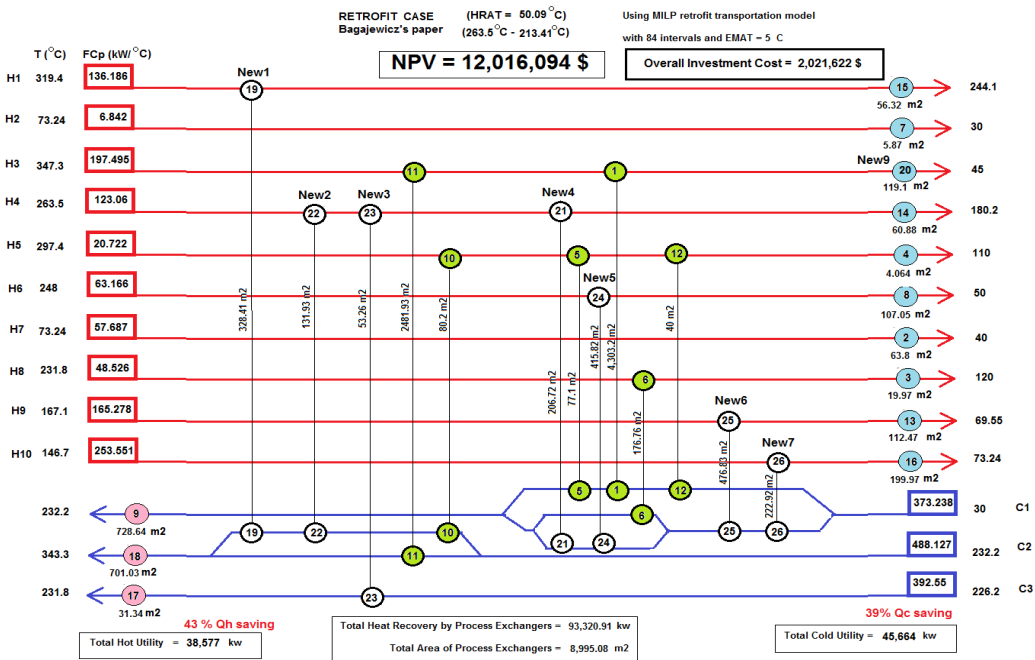 RETROFIT CASE (HRAT = 50.09 °C) Using MILP retrofit transportation model
Bagajewicz's paper (263.5°C - 213.41°C) with 84 intervals and EMAT = 5 C
T (°C) FCp (kW/°C) NPV = 12,016,094 $ Overall Investment Cost = 2,021,622 $
New1
H1 319.4 136.186 19 15 244.1
56.32 m2
H2 73.24 6.842 7 30
5.87 m2
New9
H3 347.3 197.495 11 1 20 45
119.1 m2
New2 New3 New4
H4 263.5 123.06 22 23 21 14 180.2
60.88 m2
H5 297.4 20.722 10 5 12 4 110
4.064 m2
New5
H6 248 63.166 24 8 50
107.05 m2
328.41 m2 131.93 m2 53.26 m2 2481.93 m2 80.2 m2 40 m2
415.82 m2 4,303.2 m2
H7 73.24 57.687 2 40
63.8 m2
H8 231.8 48.526 6 3 120
19.97 m2
206.72 m2 77.1 m2
New6
H9 167.1 165.278 25 13 69.55
112.47 m2
176.76 m2
New7
H10 146.7 253.551 26 16 73.24
199.97 m2
476.83 m2 222.92 m2
5 1 12
232.2 9 6 373.238 30 C1
728.64 m2
19 22 10 21 24 25 26
343.3 18 11 488.127 232.2 C2
701.03 m2
231.8 17 23 392.55 226.2 C3
31.34 m2
43 % Qh saving 39% Qc saving
Total Hot Utility = 38,577 kw
Total Heat Recovery by Process Exchangers = 93,320.91 kw
Total Area of Process Exchangers = 8,995.08 m2
Total Cold Utility = 45,664 kw